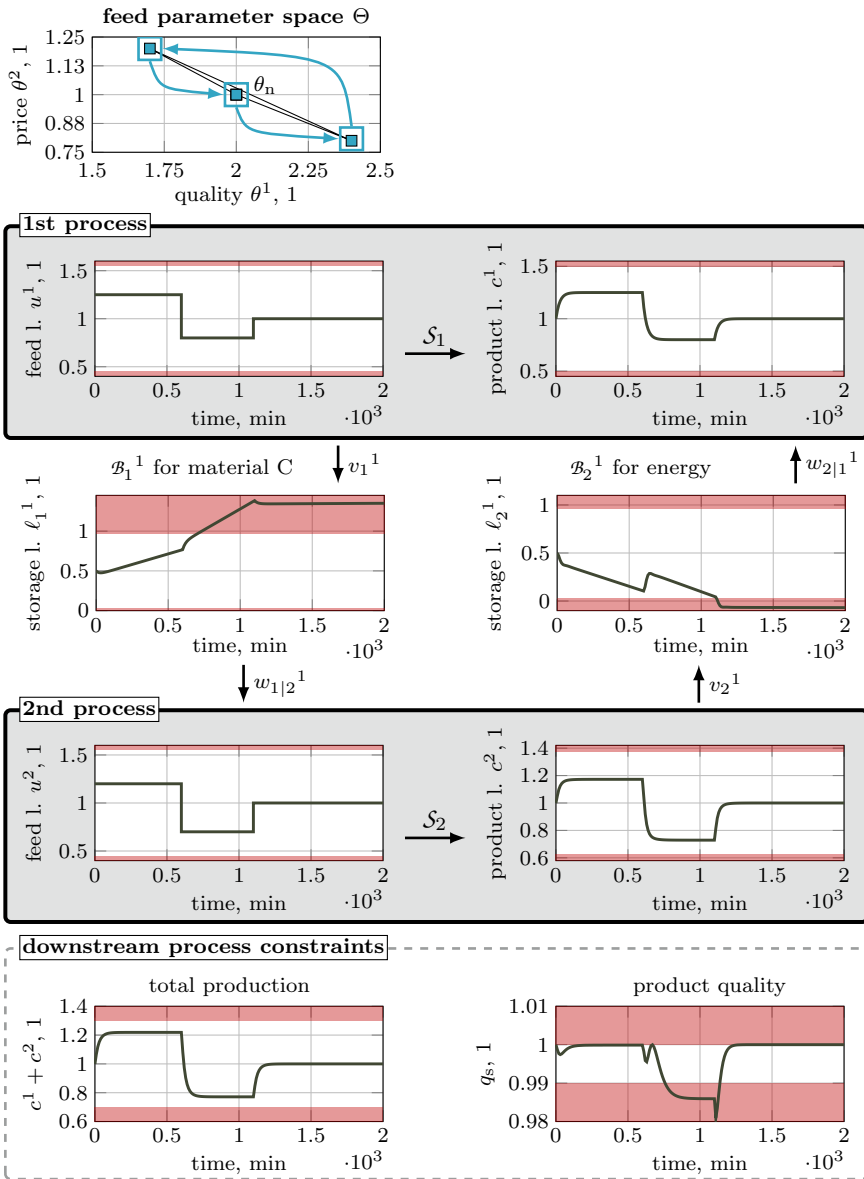 feed parameter space Θ
price θ², 1
1.25
1.13
1
0.88
0.75
θₙ
1.5 1.75 2 2.25 2.5
quality θ¹, 1
1st process
feed l. u¹, 1
1.5
1
0.5
0 0.5 1 1.5 2
time, min ·10³
S₁
product l. c¹, 1
1.5
1
0.5
0 0.5 1 1.5 2
time, min ·10³
ℬ₁¹ for material C
v₁¹
ℬ₂¹ for energy
w₂|₁¹
storage l. ℓ₁¹, 1
1
0.5
0
0 0.5 1 1.5 2
time, min ·10³
storage l. ℓ₂¹, 1
1
0.5
0
0 0.5 1 1.5 2
time, min ·10³
w₁|₂¹
v₂¹
2nd process
feed l. u², 1
1.5
1
0.5
0 0.5 1 1.5 2
time, min ·10³
S₂
product l. c², 1
1.4
1.2
1
0.8
0.6
0 0.5 1 1.5 2
time, min ·10³
downstream process constraints
total production
c¹ + c², 1
1.4
1.2
1
0.8
0.6
0 0.5 1 1.5 2
time, min ·10³
product quality
qₛ, 1
1.01
1
0.99
0.98
0 0.5 1 1.5 2
time, min ·10³